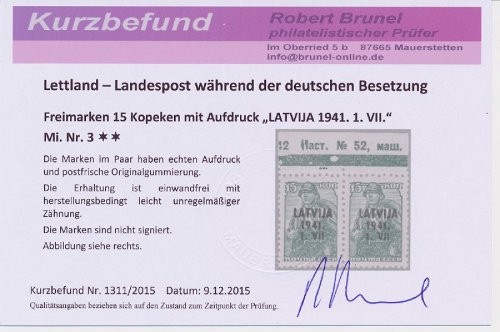 Kurzbefund
Robert Brunel
philatelistischer Prüfer
Im Oberried 5 b 87665 Mauerstetten
info@brunel-online.de
Lettland – Landespost während der deutschen Besetzung
Freimarken 15 Kopeken mit Aufdruck „LATVIJA 1941. 1. VII.“
Mi. Nr. 3 ✶✶
Die Marken im Paar haben echten Aufdruck
und postfrische Originalgummierung.
Die Erhaltung ist einwandfrei mit
herstellungsbedingt leicht unregelmäßiger
Zähnung.
Die Marken sind nicht signiert.
Abbildung siehe rechts.
12 Наст. № 52, маш.
15 КОП 15 КОП
LATVIJA LATVIJA
1941. 1941.
1. VII 1. VII
Kurzbefund Nr. 1311/2015 Datum: 9.12.2015
Qualitätsangaben beziehen sich auf den Zustand zum Zeitpunkt der Prüfung.